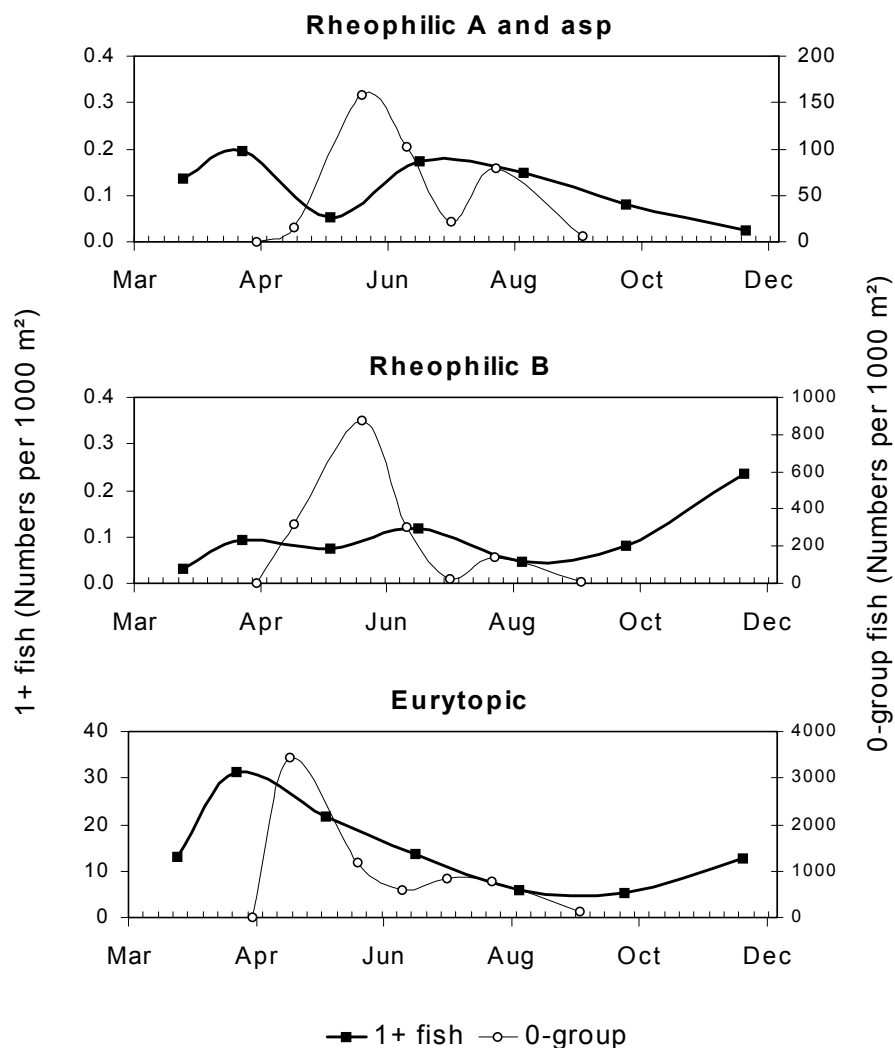 Rheophilic A and asp
0.4 200
0.3 150
0.2 100
0.1 50
0.0 0
Mar Apr Jun Aug Oct Dec
Rheophilic B
0.4 1000
0.3 800
600
0.2 400
0.1 200
0.0 0
Mar Apr Jun Aug Oct Dec
Eurytopic
40 4000
30 3000
20 2000
10 1000
0 0
Mar Apr Jun Aug Oct Dec
1+ fish (Numbers per 1000 m²)
0-group fish (Numbers per 1000 m²)
1+ fish 0-group